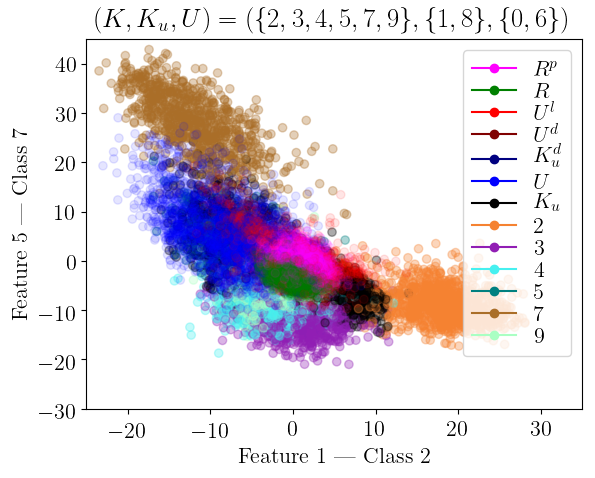 (K, K_u, U) = ({2, 3, 4, 5, 7, 9}, {1, 8}, {0, 6})
Feature 5 — Class 7
40
30
20
10
0
−10
−20
−30
−20
−10
0
10
20
30
Feature 1 — Class 2
R^p
R
U^l
U^d
K_u^d
U
K_u
2
3
4
5
7
9